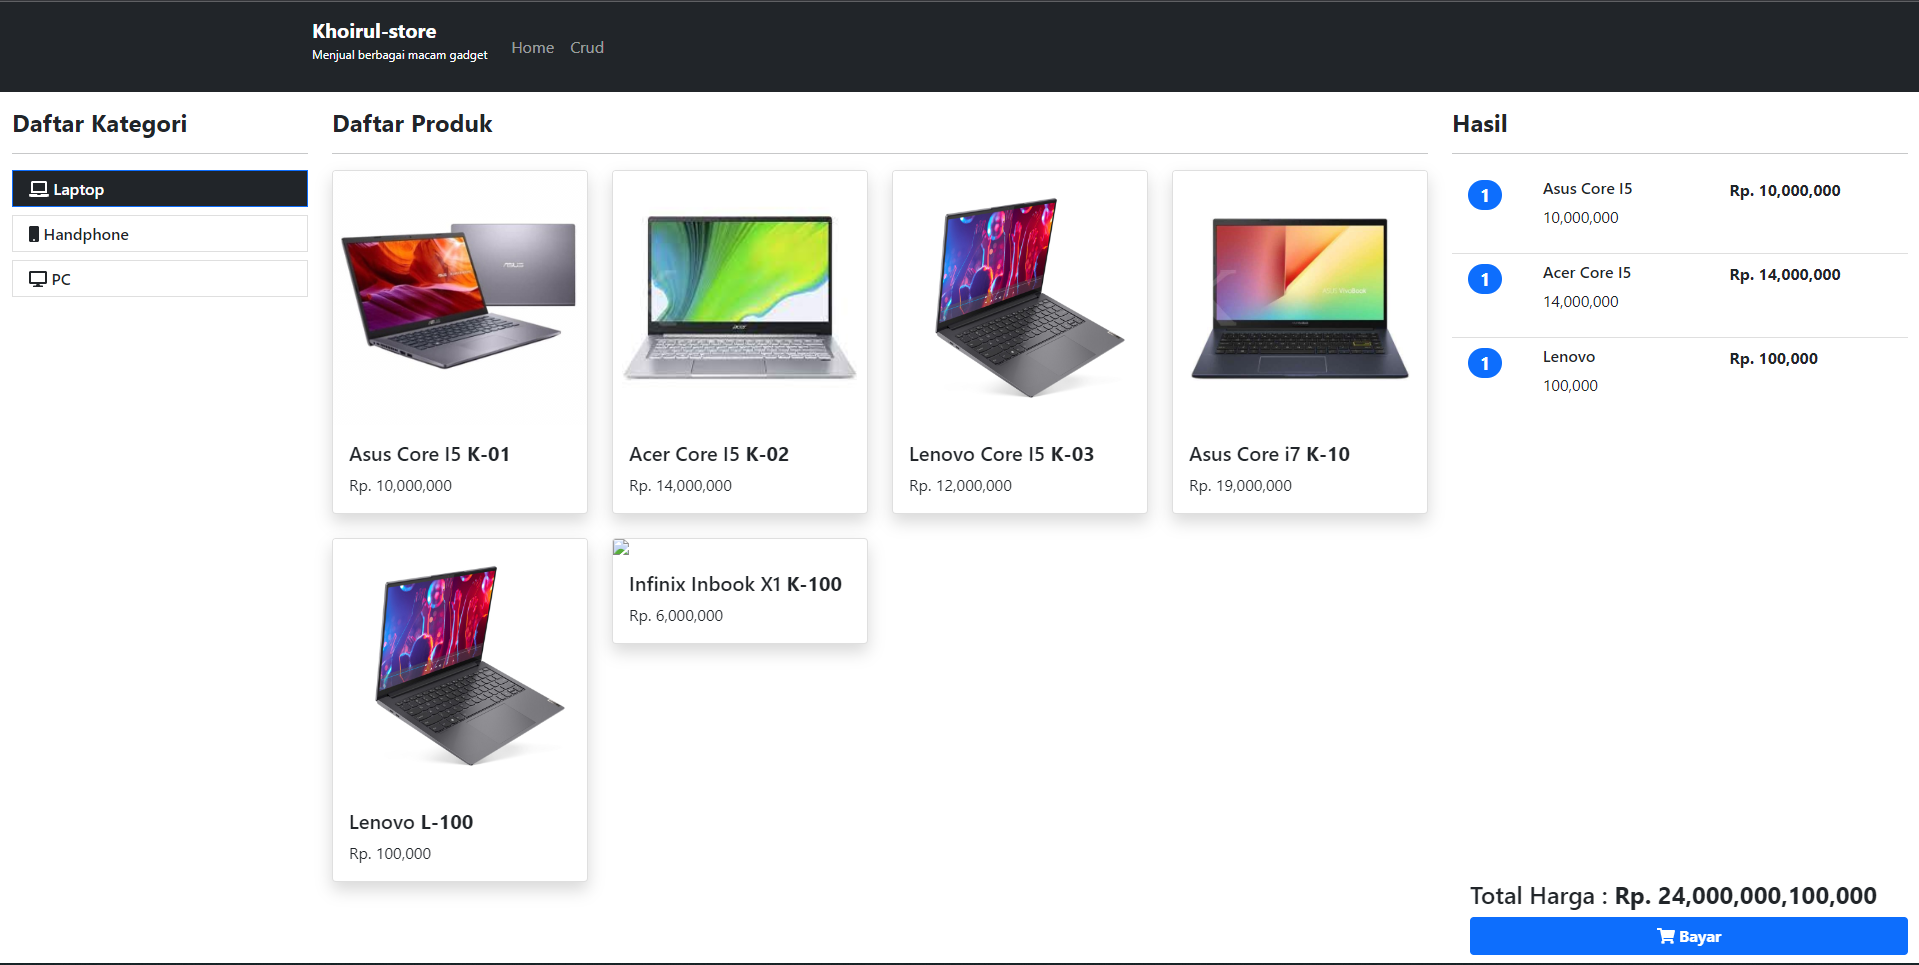 Khoirul-store
Menjual berbagai macam gadget
Home
Crud
Daftar Kategori
Laptop
Handphone
PC
Daftar Produk
Asus Core I5 K-01
Rp. 10,000,000
Acer Core I5 K-02
Rp. 14,000,000
Lenovo Core I5 K-03
Rp. 12,000,000
Asus Core i7 K-10
Rp. 19,000,000
Lenovo L-100
Rp. 100,000
Infinix Inbook X1 K-100
Rp. 6,000,000
Hasil
1
Asus Core I5
Rp. 10,000,000
10,000,000
1
Acer Core I5
Rp. 14,000,000
14,000,000
1
Lenovo
Rp. 100,000
100,000
Total Harga : Rp. 24,000,000,100,000
Bayar